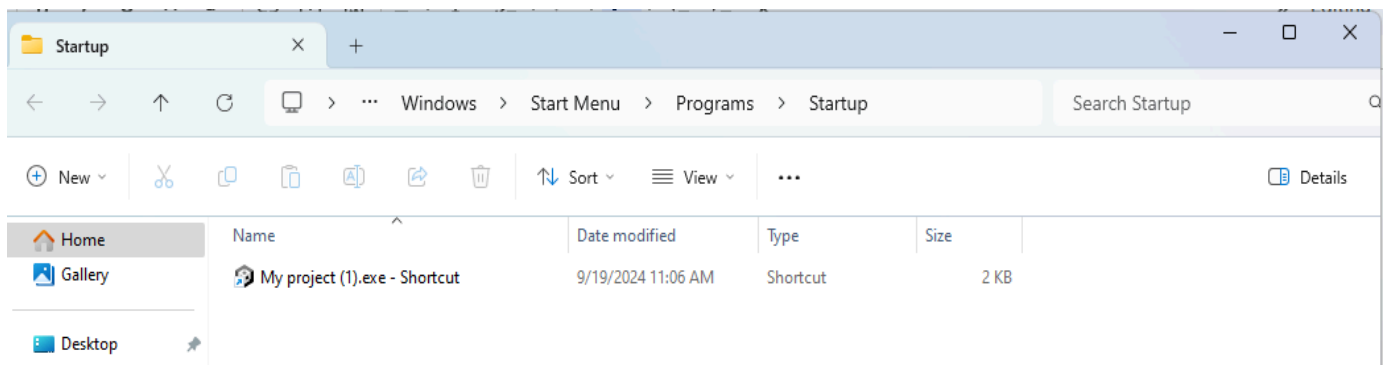 Startup
Windows > Start Menu > Programs > Startup Search Startup
New Sort View ... Details
Home Name Date modified Type Size
Gallery My project (1).exe - Shortcut 9/19/2024 11:06 AM Shortcut 2 KB
Desktop